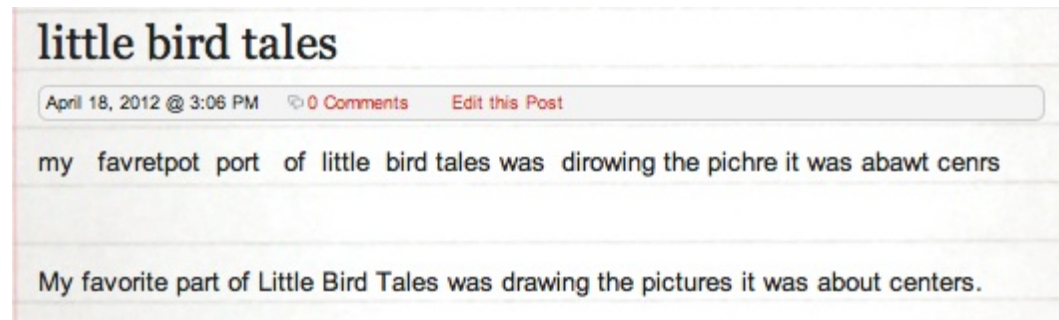 little bird tales
April 18, 2012 @ 3:06 PM 0 Comments Edit this Post
my favretpot port of little bird tales was dirowing the pichre it was abawt cenrs
My favorite part of Little Bird Tales was drawing the pictures it was about centers.